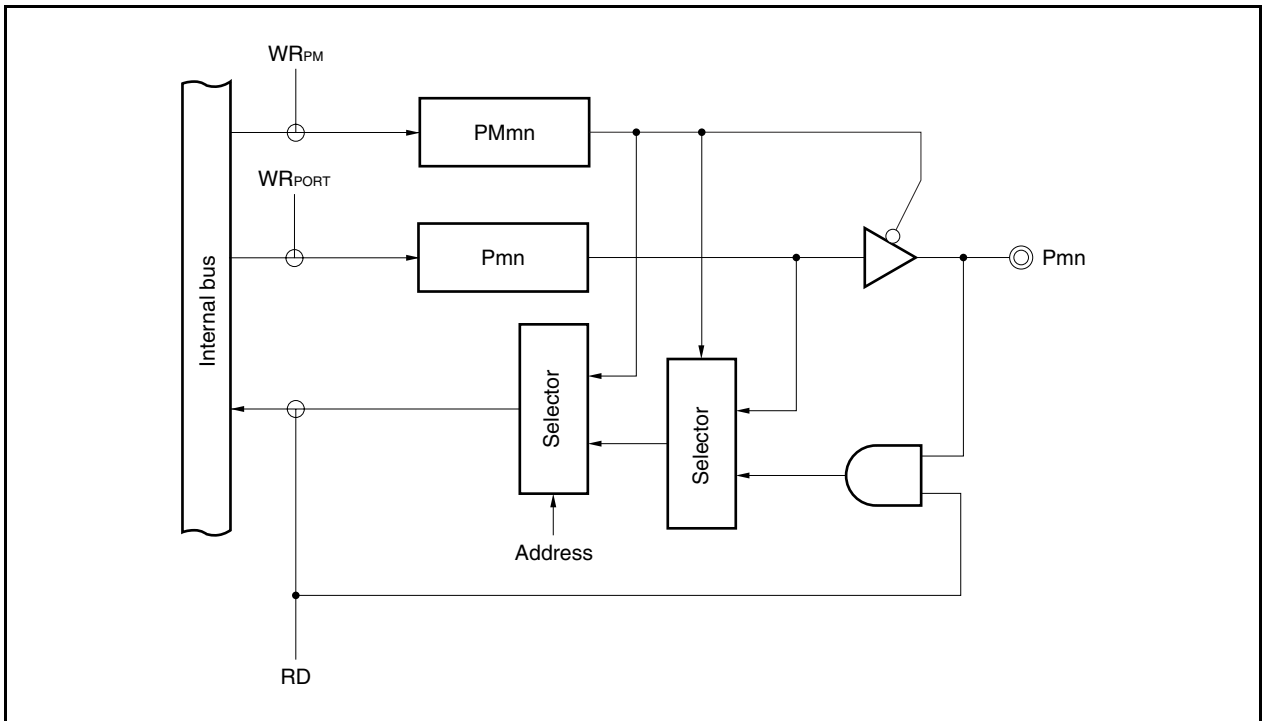 WRPM
PMmn
WRPORT
Pmn
Pmn
Internal bus
Selector
Selector
Address
RD